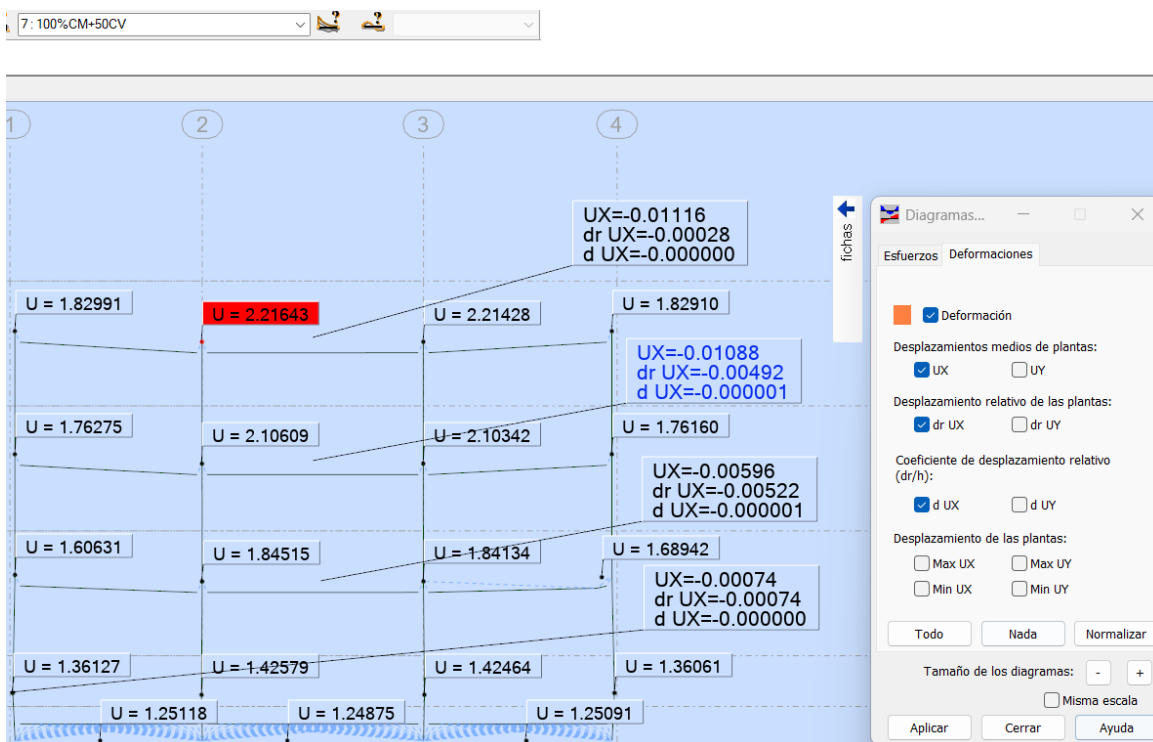 7 : 100%CM+50CV
1
2
3
4
UX=-0.01116
dr UX=-0.00028
d UX=-0.000000
U = 1.82991
U = 2.21643
U = 2.21428
U = 1.82910
UX=-0.01088
dr UX=-0.00492
d UX=-0.000001
U = 1.76275
U = 2.10609
U = 2.10342
U = 1.76160
UX=-0.00596
dr UX=-0.00522
d UX=-0.000001
U = 1.60631
U = 1.84515
U = 1.84134
U = 1.68942
UX=-0.00074
dr UX=-0.00074
d UX=-0.000000
U = 1.36127
U = 1.42579
U = 1.42464
U = 1.36061
U = 1.25118
U = 1.24875
U = 1.25091
fichas
Diagramas...
Esfuerzos Deformaciones
Deformación
Desplazamientos medios de plantas:
UX UY
Desplazamiento relativo de las plantas:
dr UX dr UY
Coeficiente de desplazamiento relativo
(dr/h):
d UX d UY
Desplazamiento de las plantas:
Max UX Max UY
Min UX Min UY
Todo Nada Normalizar
Tamaño de los diagramas: - +
Misma escala
Aplicar Cerrar Ayuda